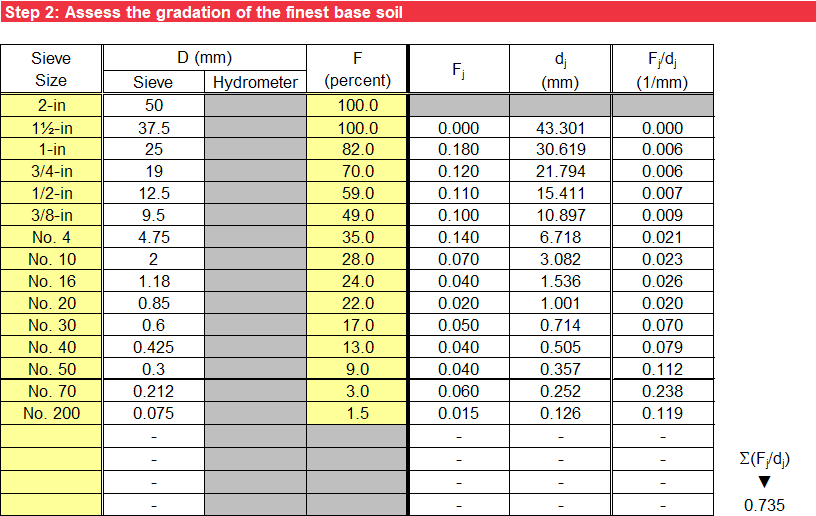 Step 2: Assess the gradation of the finest base soil
Sieve Size D (mm) F (percent) Fj dj (mm) Fj/dj (1/mm)
Sieve Hydrometer
2-in 50 100.0
1½-in 37.5 100.0 0.000 43.301 0.000
1-in 25 82.0 0.180 30.619 0.006
3/4-in 19 70.0 0.120 21.794 0.006
1/2-in 12.5 59.0 0.110 15.411 0.007
3/8-in 9.5 49.0 0.100 10.897 0.009
No. 4 4.75 35.0 0.140 6.718 0.021
No. 10 2 28.0 0.070 3.082 0.023
No. 16 1.18 24.0 0.040 1.536 0.026
No. 20 0.85 22.0 0.020 1.001 0.020
No. 30 0.6 17.0 0.050 0.714 0.070
No. 40 0.425 13.0 0.040 0.505 0.079
No. 50 0.3 9.0 0.040 0.357 0.112
No. 70 0.212 3.0 0.060 0.252 0.238
No. 200 0.075 1.5 0.015 0.126 0.119
- - - -
- - - - Σ(Fj/dj)
- - - - ▼
- - - - 0.735